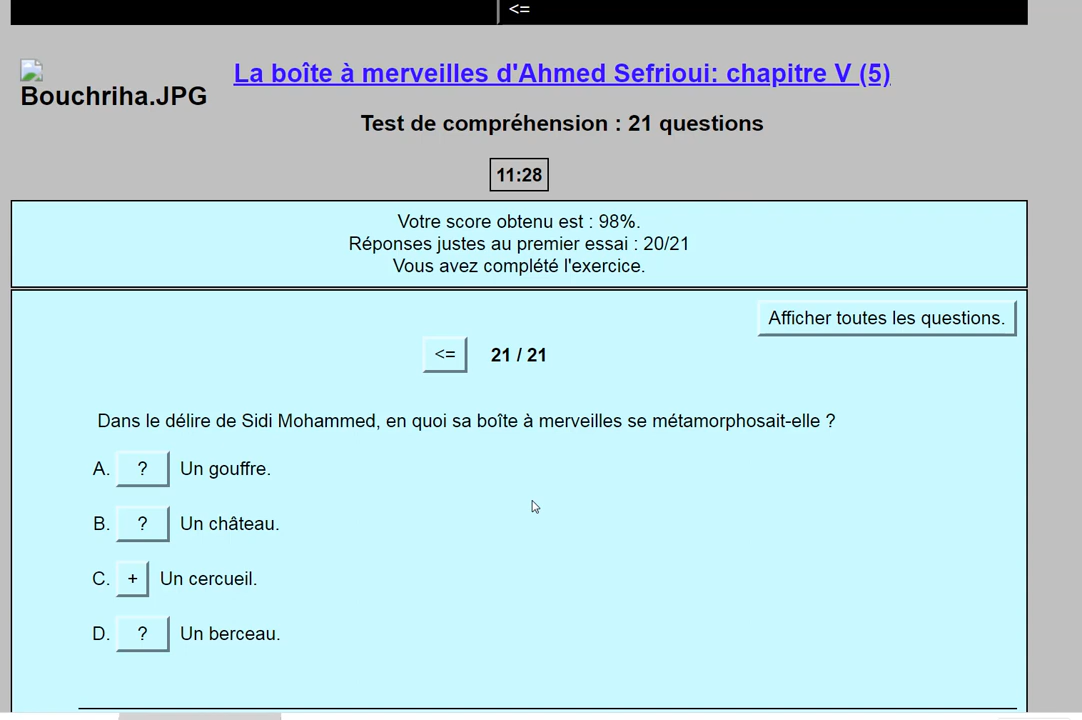 <=
Bouchriha.JPG
La boîte à merveilles d'Ahmed Sefrioui: chapitre V (5)
Test de compréhension : 21 questions
11:28
Votre score obtenu est : 98%.
Réponses justes au premier essai : 20/21
Vous avez complété l'exercice.
Afficher toutes les questions.
<= 21 / 21
Dans le délire de Sidi Mohammed, en quoi sa boîte à merveilles se métamorphosait-elle ?
A. ? Un gouffre.
B. ? Un château.
C. + Un cercueil.
D. ? Un berceau.